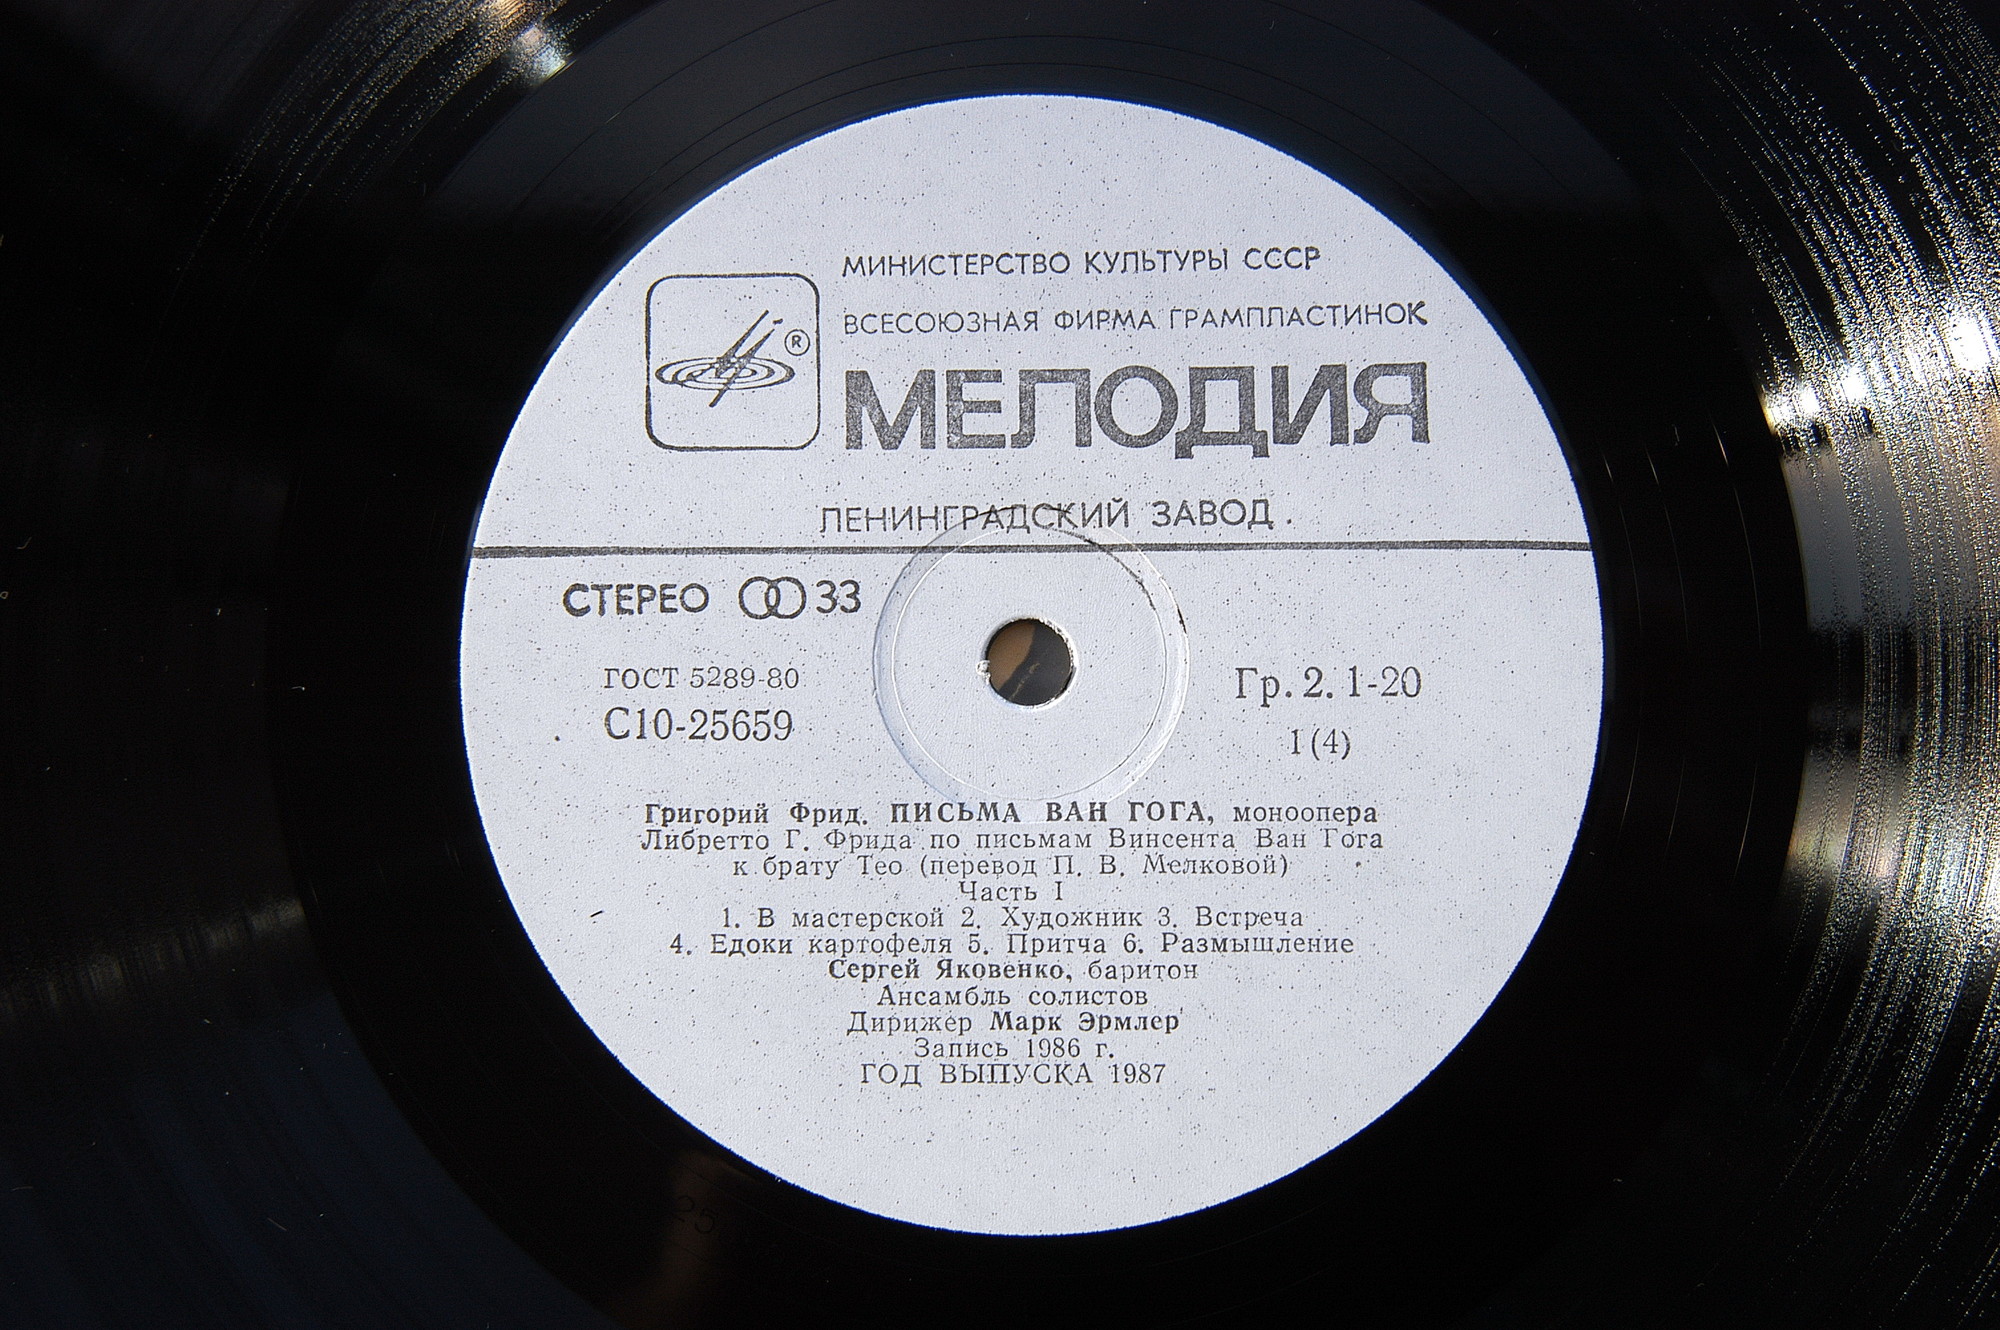 МИНИСТЕРСТВО КУЛЬТУРЫ СССР
ВСЕСОЮЗНАЯ ФИРМА ГРАМПЛАСТИНОК
®
МЕЛОДИЯ
ЛЕНИНГРАДСКИЙ ЗАВОД.
СТЕРЕО 33
ГОСТ 5289-80
С10-25659
Гр. 2. 1-20
1 (4)
Григорий Фрид. ПИСЬМА ВАН ГОГА, моноопера
Либретто Г. Фрида по письмам Винсента Ван Гога
к брату Тео (перевод П. В. Мелковой)
Часть I
1. В мастерской 2. Художник 3. Встреча
4. Едоки картофеля 5. Притча 6. Размышление
Сергей Яковенко, баритон
Ансамбль солистов
Дирижер Марк Эрмлер
Запись 1986 г.
ГОД ВЫПУСКА 1987